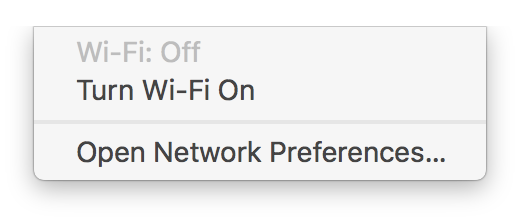 Wi-Fi: Off
Turn Wi-Fi On
Open Network Preferences...